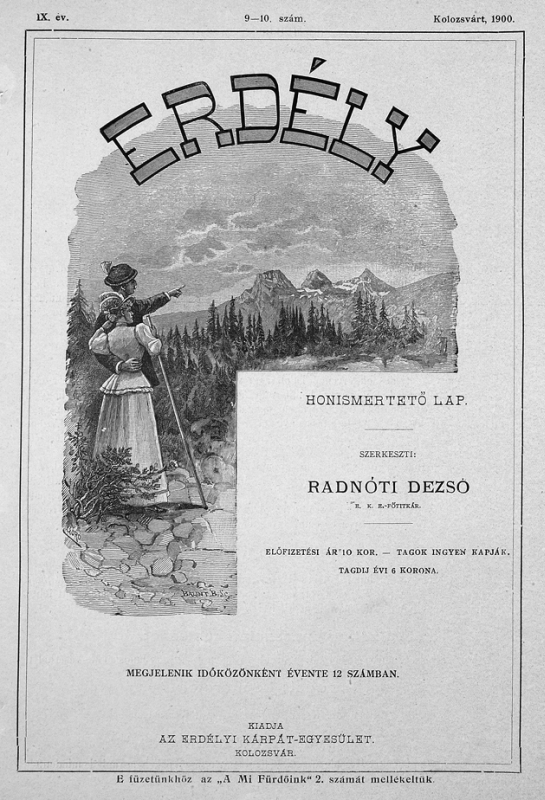 IX. év.
9—10. szám.
Kolozsvárt, 1900.
ERDÉLY
HONISMERTETŐ LAP.
SZERKESZTI:
RADNÓTI DEZSŐ
E. K. E.-FŐTITKÁR.
ELŐFIZETÉSI ÁR 10 KOR. — TAGOK INGYEN KAPJÁK.
TAGDIJ ÉVI 6 KORONA.
MEGJELENIK IDŐKÖZÖNKÉNT ÉVENTE 12 SZÁMBAN.
KIADJA
AZ ERDÉLYI KÁRPÁT-EGYESÜLET.
KOLOZSVÁR.
E füzetünkhöz az „A Mi Fürdőink" 2. számát mellékeltük.